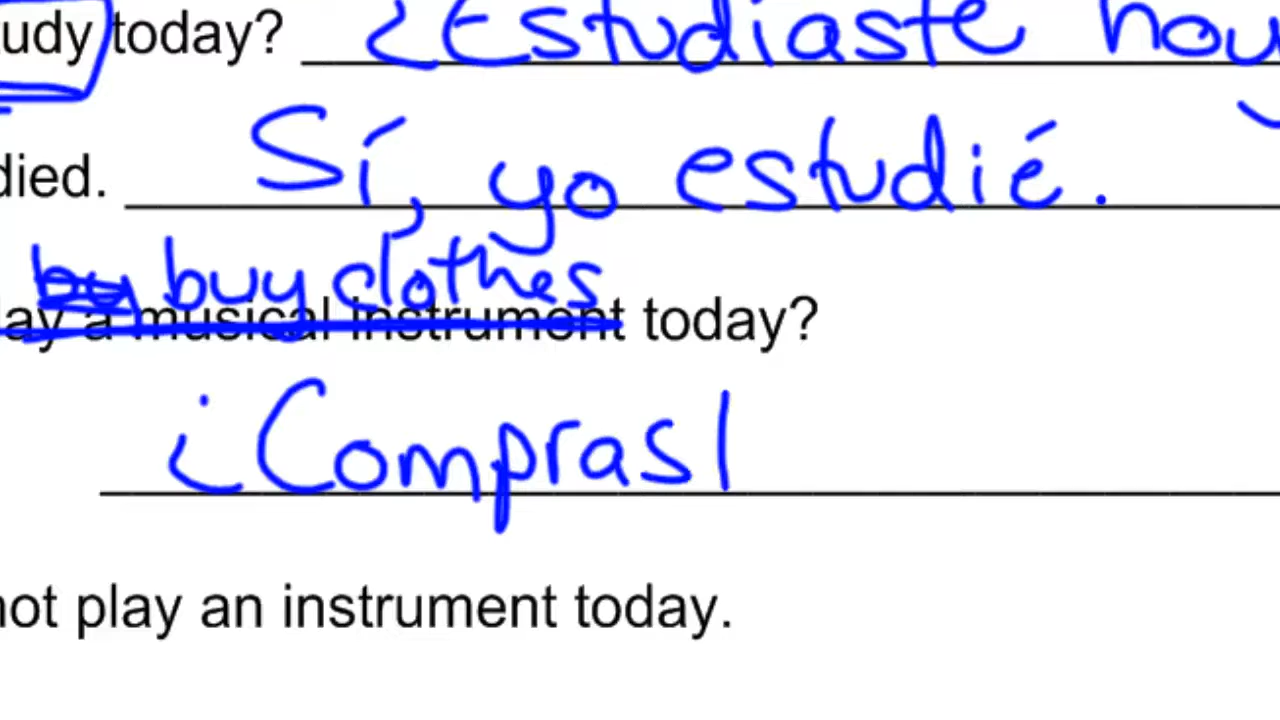 udy today? ¿Estudiaste hoy
died. Sí, yo estudié.
buy clothes
ay a musical instrument today?
¿Compras
not play an instrument today.